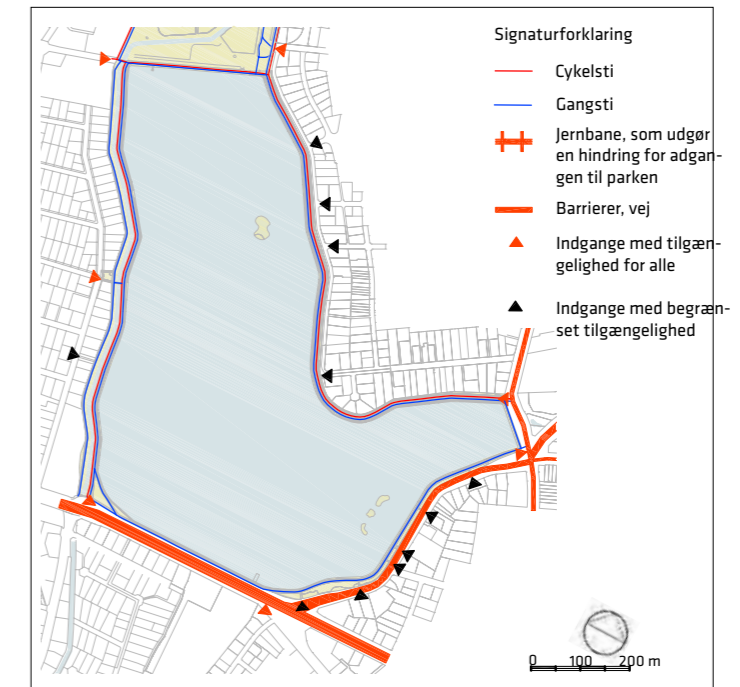 Signaturforklaring
Cykelsti
Gangsti
Jernbane, som udgør
en hindring for adgan-
gen til parken
Barrierer, vej
Indgange med tilgæn-
gelighed for alle
Indgange med begræn-
set tilgængelighed
0 100 200 m